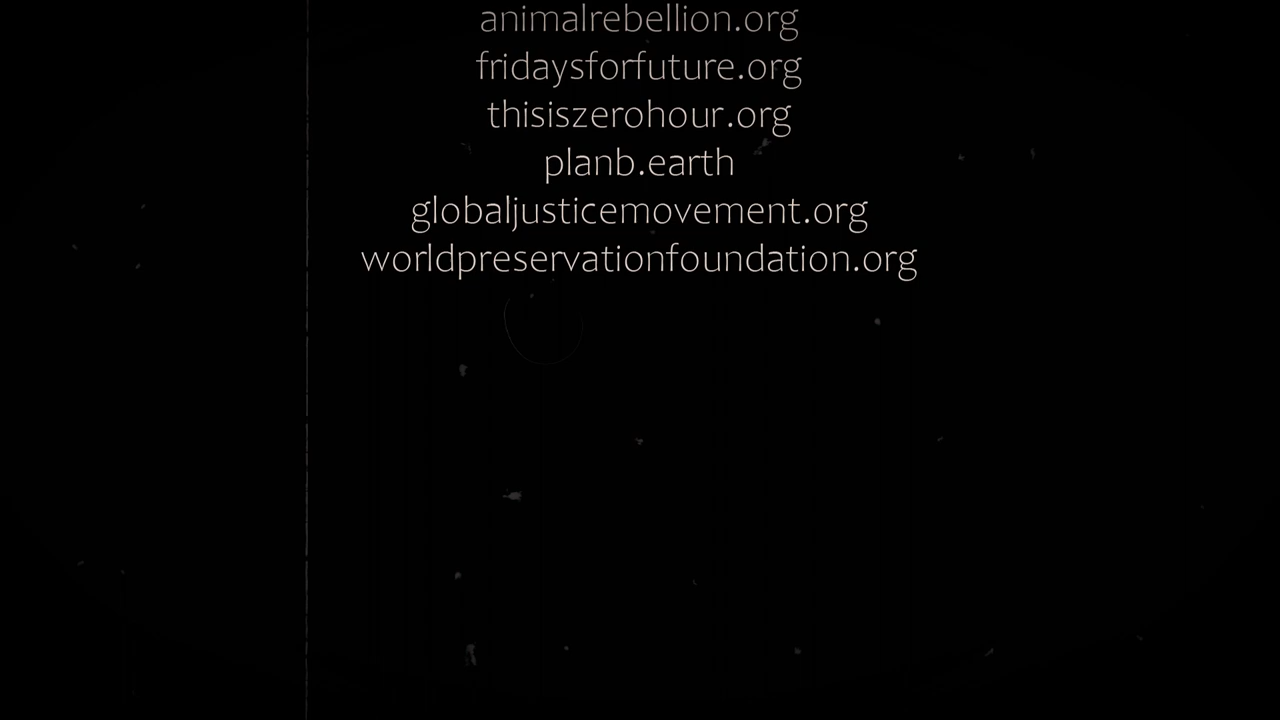 animalrebellion.org
fridaysforfuture.org
thisiszerohour.org
planb.earth
globaljusticemovement.org
worldpreservationfoundation.org